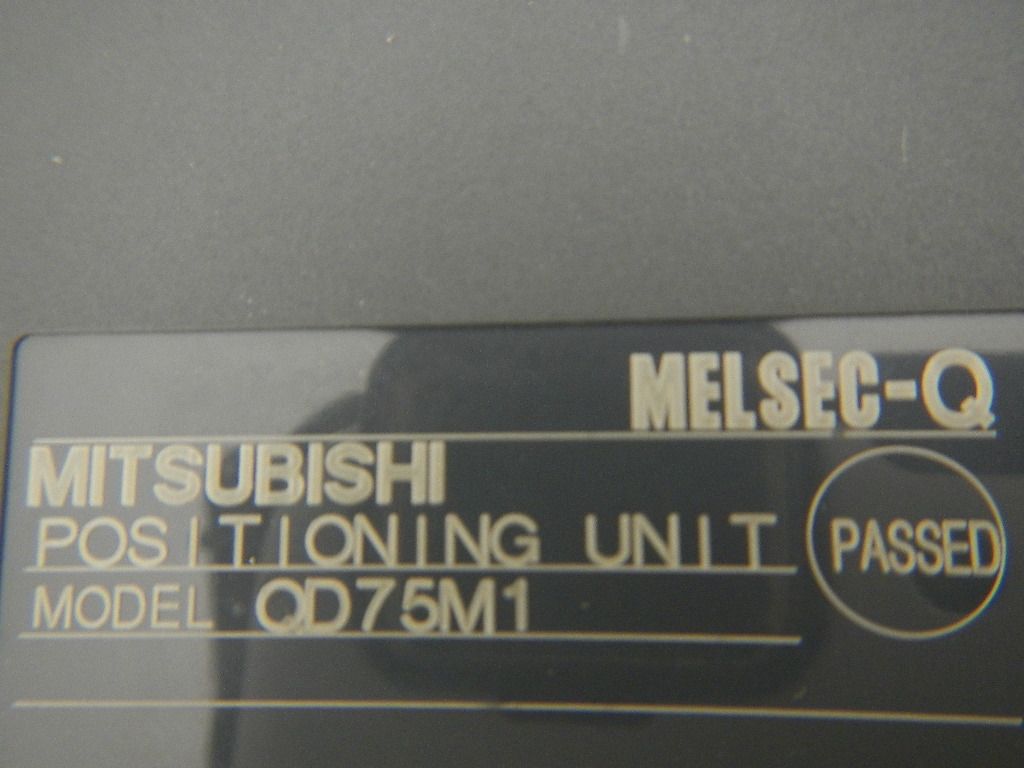 MELSEC-Q
MITSUBISHI
POSITIONING UNIT
PASSED
MODEL QD75M1